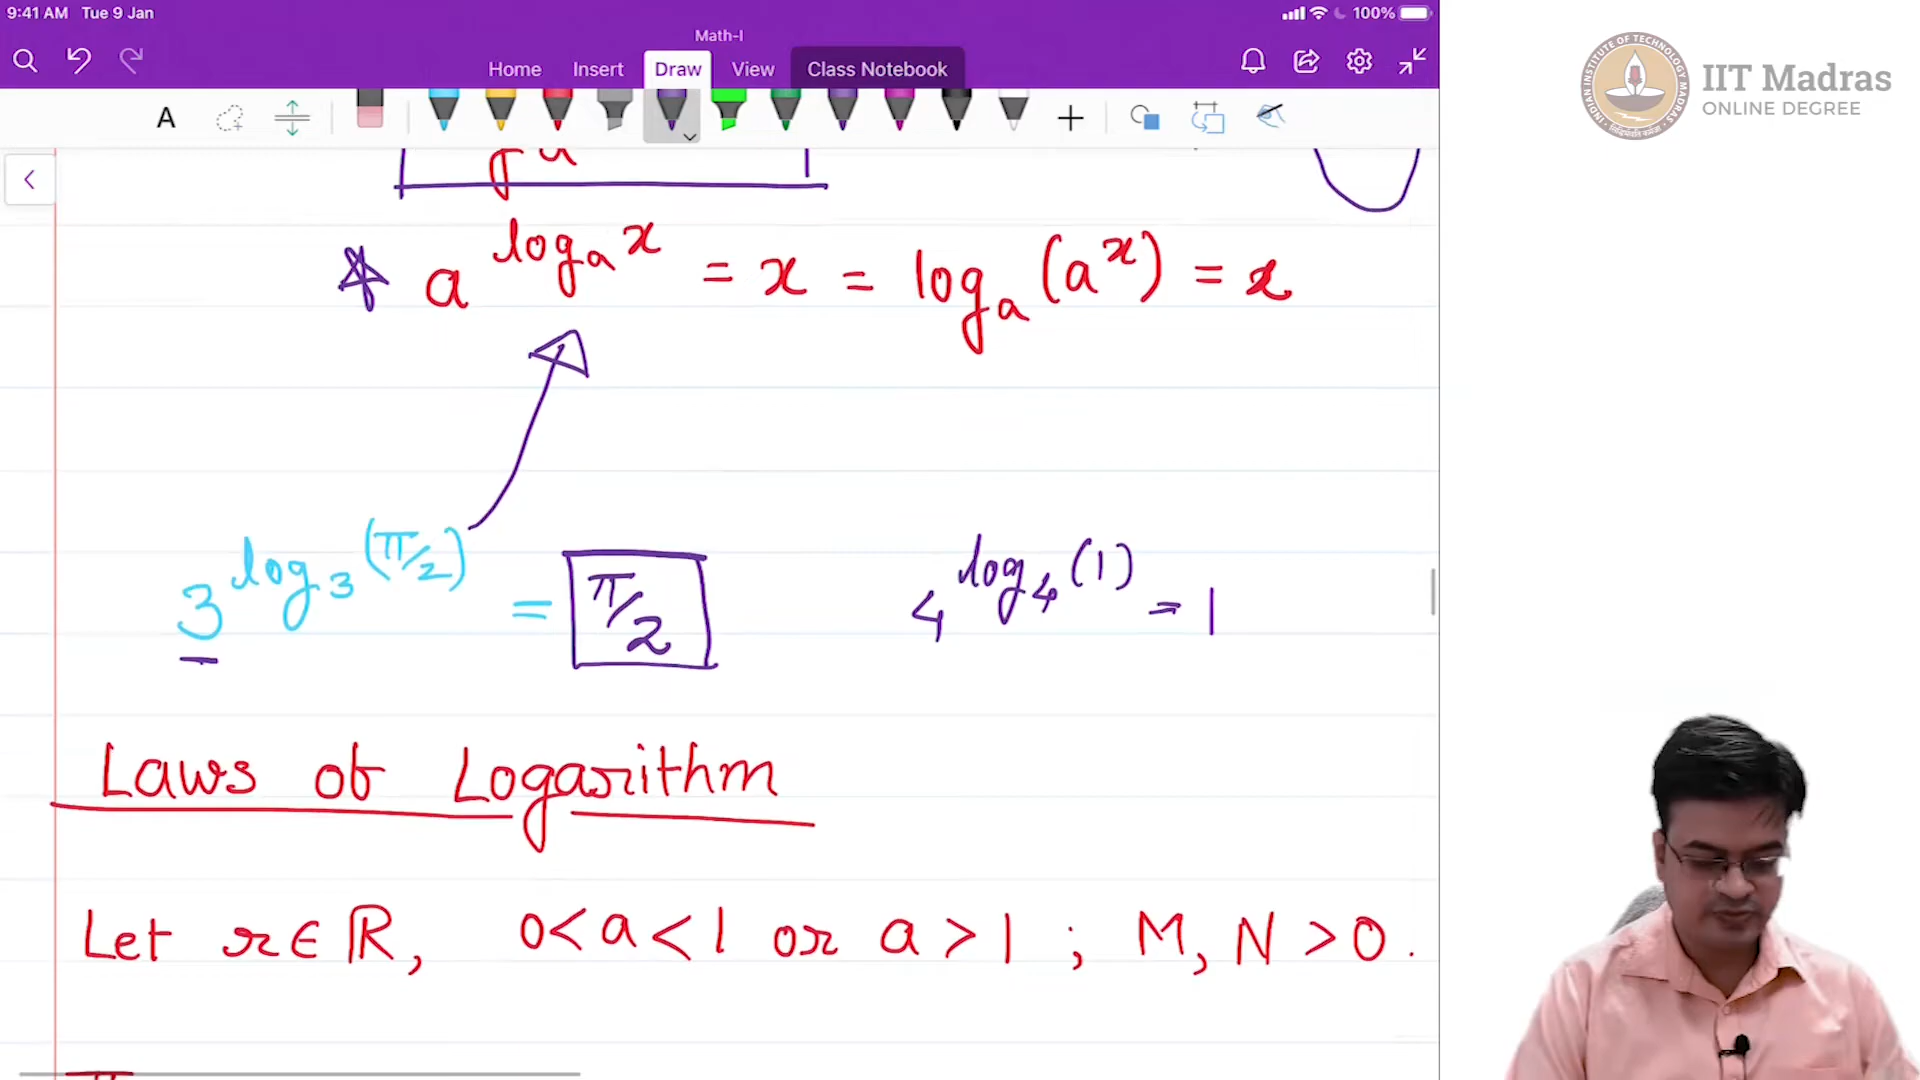 9:41 AM Tue 9 Jan
100%
Math-I
Home Insert Draw View Class Notebook
A
IIT Madras
ONLINE DEGREE
* a^{log_a x} = x = log_a (a^x) = x
3^{log_3 (π/2)} = π/2
4^{log_4 (1)} = 1
Laws of Logarithm
Let r ∈ ℝ, 0 < a < 1 or a > 1 ; M, N > 0.